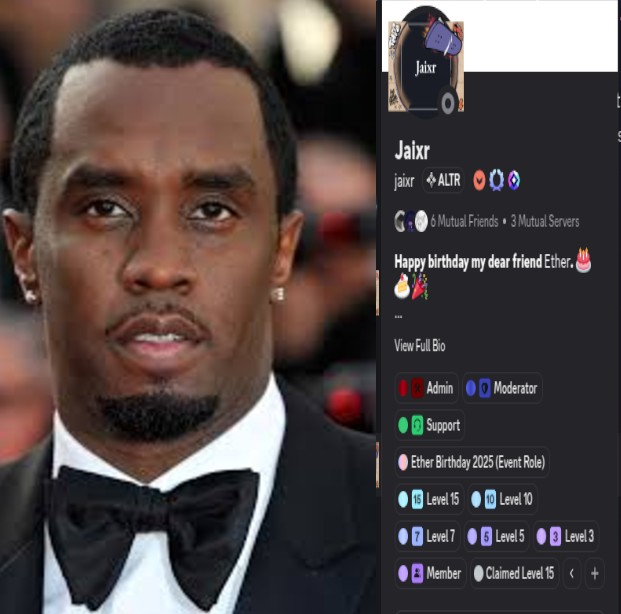 Jaixr
Jaixr
jaixr ALTR
6 Mutual Friends • 3 Mutual Servers
Happy birthday my dear friend Ether. 🎂
🍰🎉
...
View Full Bio
Admin Moderator
Support
Ether Birthday 2025 (Event Role)
15 Level 15 10 Level 10
7 Level 7 5 Level 5 3 Level 3
Member Claimed Level 15 < +